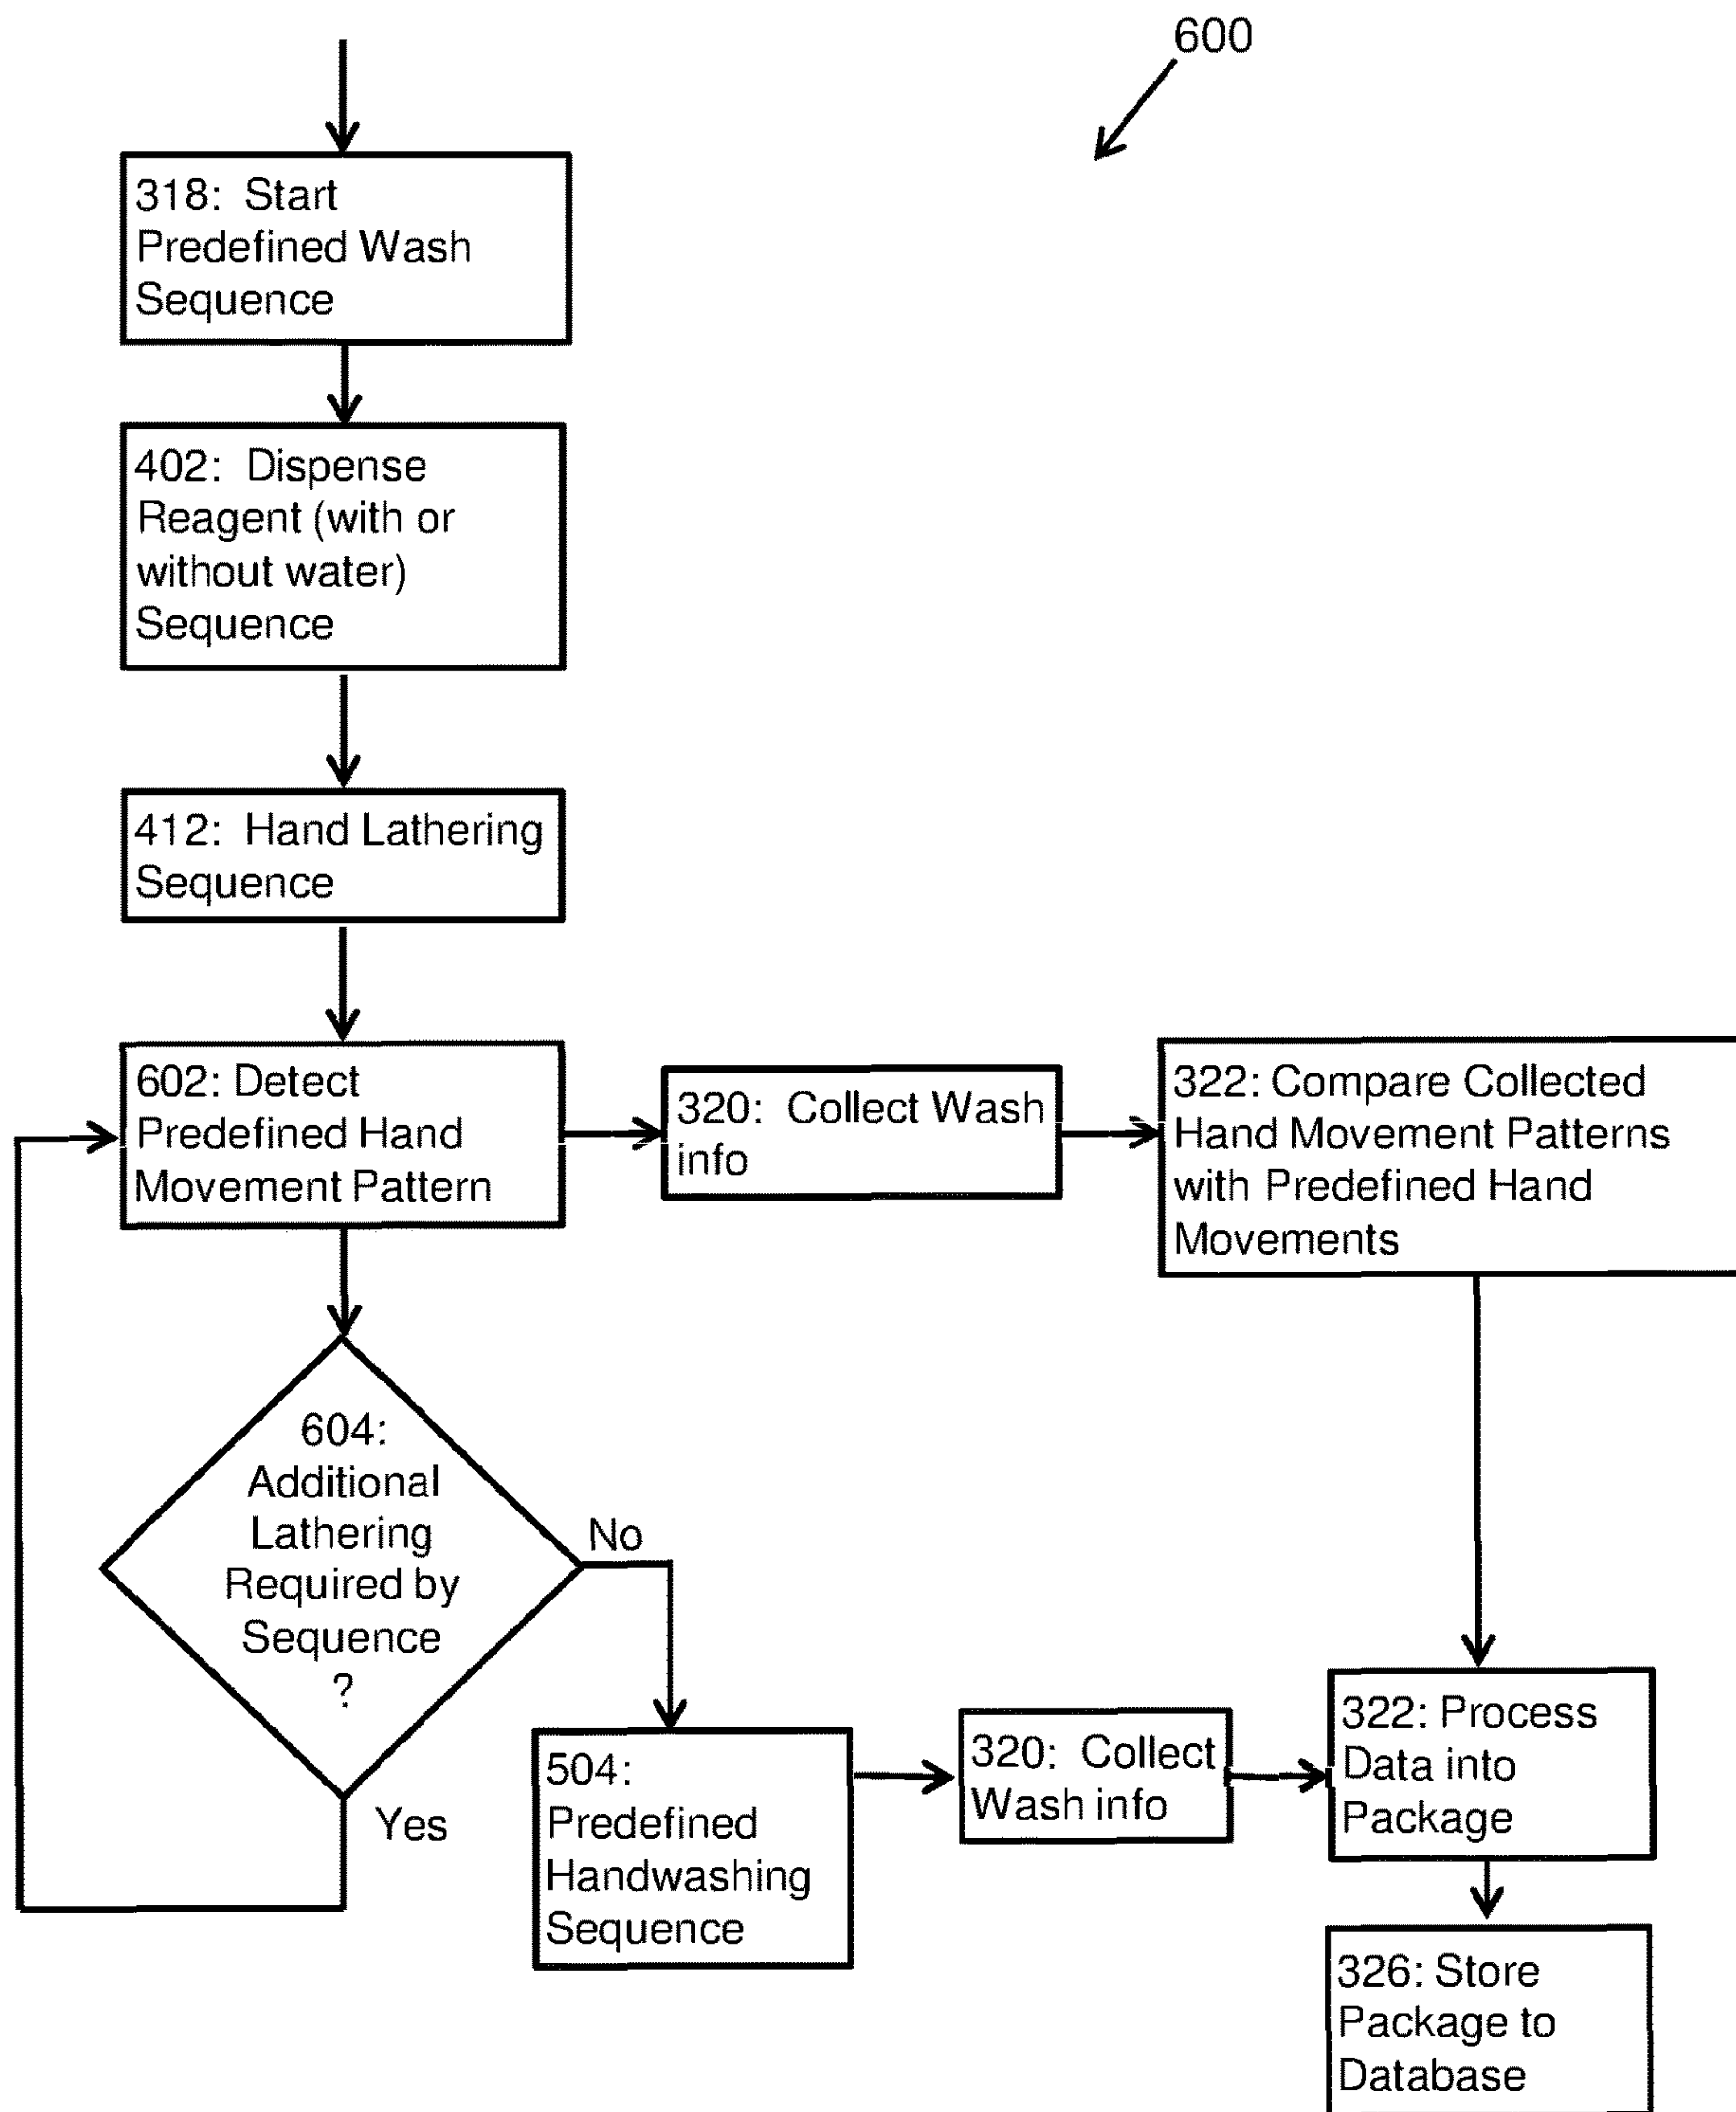 600
318: Start
Predefined Wash
Sequence
402: Dispense
Reagent (with or
without water)
Sequence
412: Hand Lathering
Sequence
602: Detect
Predefined Hand
Movement Pattern
320: Collect Wash
info
322: Compare Collected
Hand Movement Patterns
with Predefined Hand
Movements
604:
Additional
Lathering
Required by
Sequence
?
No
Yes
504:
Predefined
Handwashing
Sequence
320: Collect
Wash info
322: Process
Data into
Package
326: Store
Package to
Database